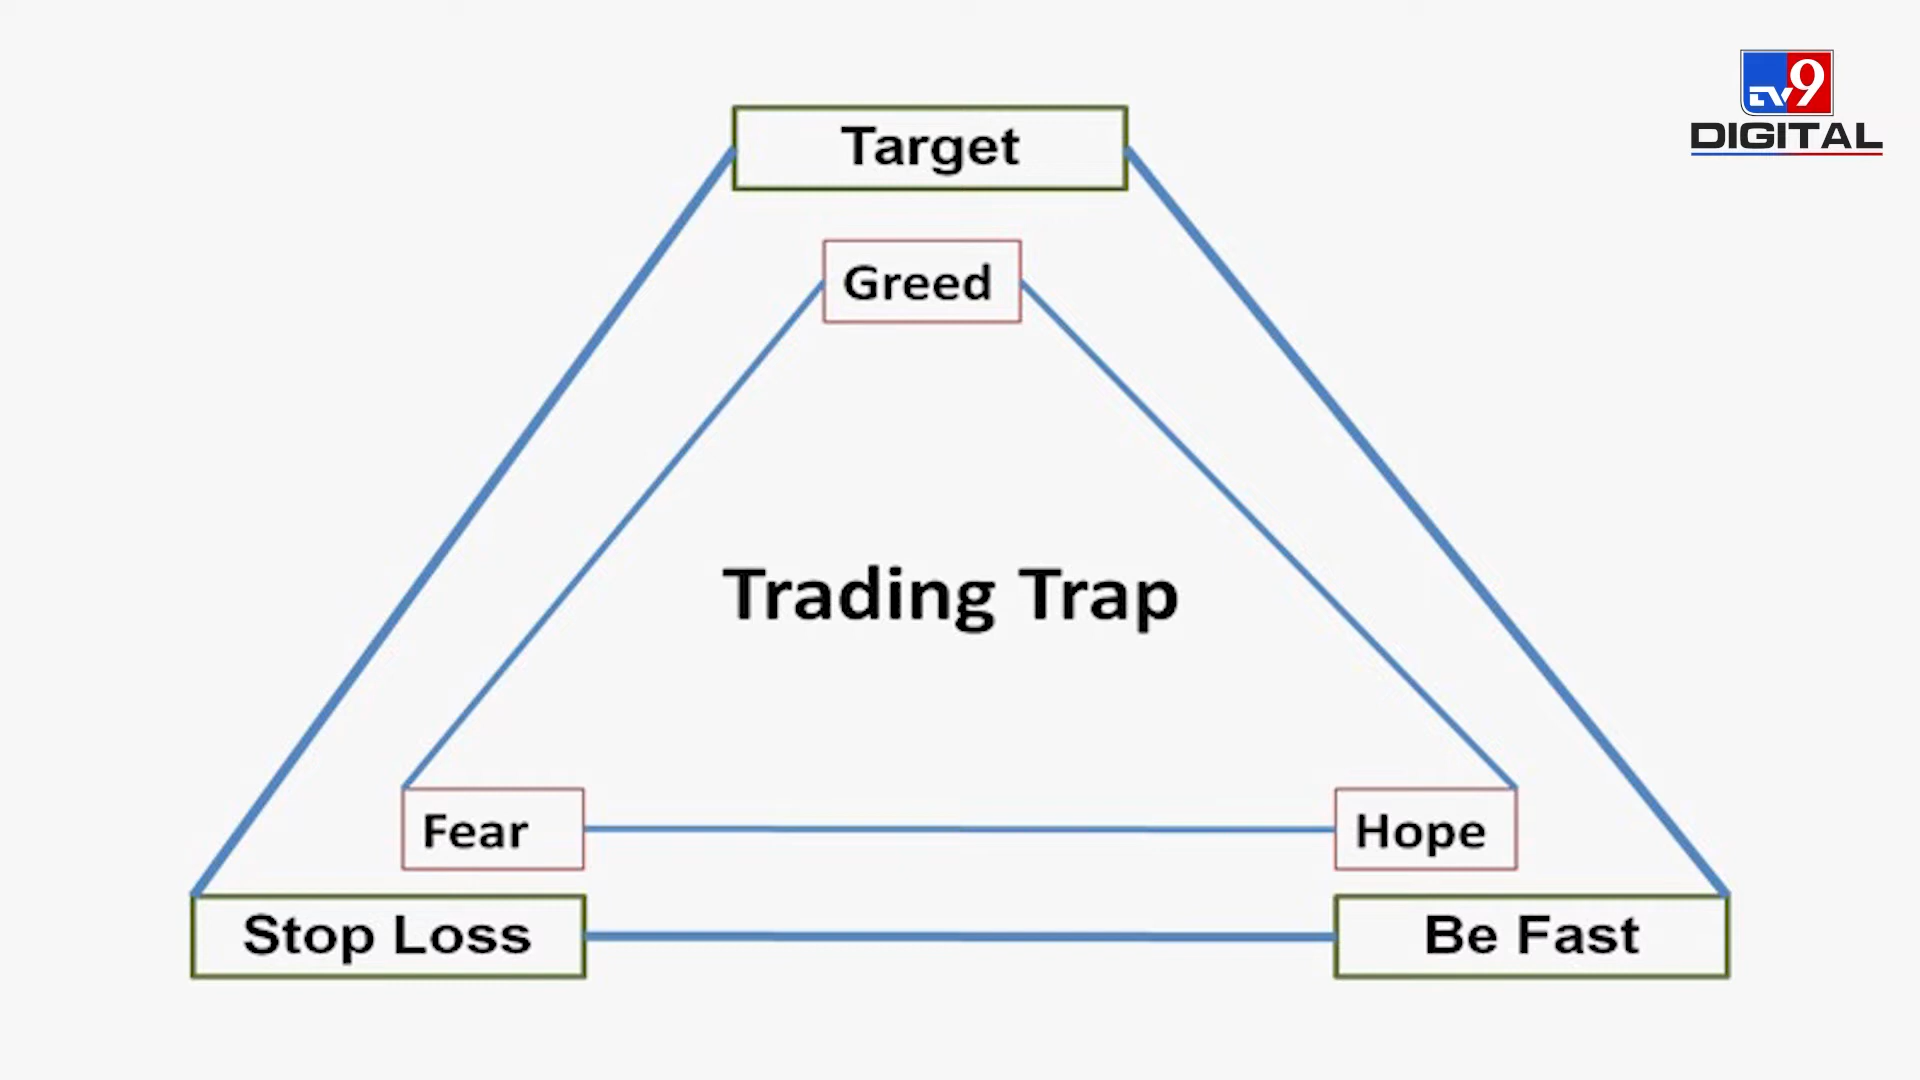 TV9
DIGITAL
Target
Greed
Trading Trap
Fear
Hope
Stop Loss
Be Fast